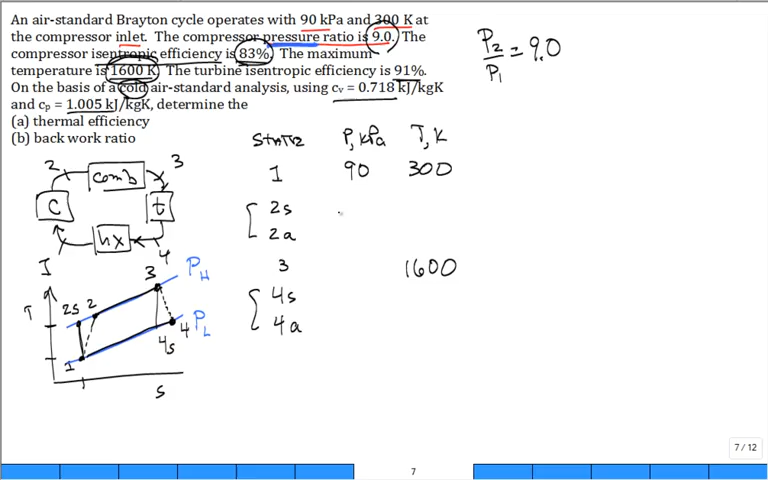 An air-standard Brayton cycle operates with 90 kPa and 300 K at
the compressor inlet. The compressor pressure ratio is 9.0. The
compressor isentropic efficiency is 83%. The maximum
temperature is 1600 K. The turbine isentropic efficiency is 91%.
On the basis of a cold air-standard analysis, using cv = 0.718 kJ/kgK
and cp = 1.005 kJ/kgK, determine the
(a) thermal efficiency
(b) back work ratio
P2/P1 = 9.0
State P, kPa T, K
1 90 300
2s
2a
3 1600
4s
4a
2 comb 3
C t
1 hx 4
T 2s 2 3 PH
1 4s 4 PL
s
7/12
7